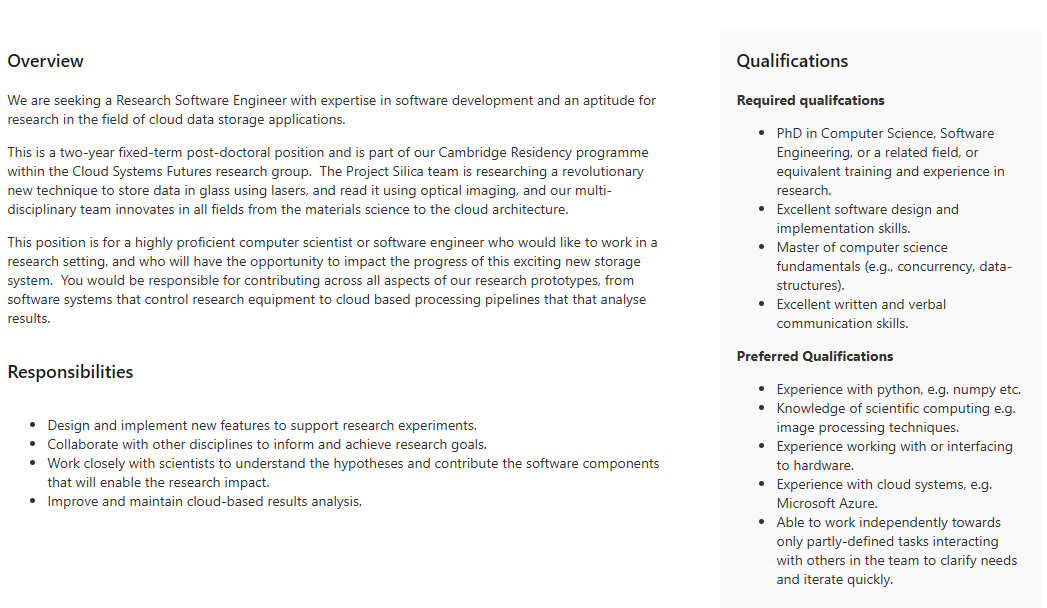 Overview
We are seeking a Research Software Engineer with expertise in software development and an aptitude for
research in the field of cloud data storage applications.
This is a two-year fixed-term post-doctoral position and is part of our Cambridge Residency programme
within the Cloud Systems Futures research group.  The Project Silica team is researching a revolutionary
new technique to store data in glass using lasers, and read it using optical imaging, and our multi-
disciplinary team innovates in all fields from the materials science to the cloud architecture.
This position is for a highly proficient computer scientist or software engineer who would like to work in a
research setting, and who will have the opportunity to impact the progress of this exciting new storage
system.  You would be responsible for contributing across all aspects of our research prototypes, from
software systems that control research equipment to cloud based processing pipelines that that analyse
results.
Responsibilities
• Design and implement new features to support research experiments.
• Collaborate with other disciplines to inform and achieve research goals.
• Work closely with scientists to understand the hypotheses and contribute the software components
that will enable the research impact.
• Improve and maintain cloud-based results analysis.
Qualifications
Required qualifcations
• PhD in Computer Science, Software
Engineering, or a related field, or
equivalent training and experience in
research.
• Excellent software design and
implementation skills.
• Master of computer science
fundamentals (e.g., concurrency, data-
structures).
• Excellent written and verbal
communication skills.
Preferred Qualifications
• Experience with python, e.g. numpy etc.
• Knowledge of scientific computing e.g.
image processing techniques.
• Experience working with or interfacing
to hardware.
• Experience with cloud systems, e.g.
Microsoft Azure.
• Able to work independently towards
only partly-defined tasks interacting
with others in the team to clarify needs
and iterate quickly.